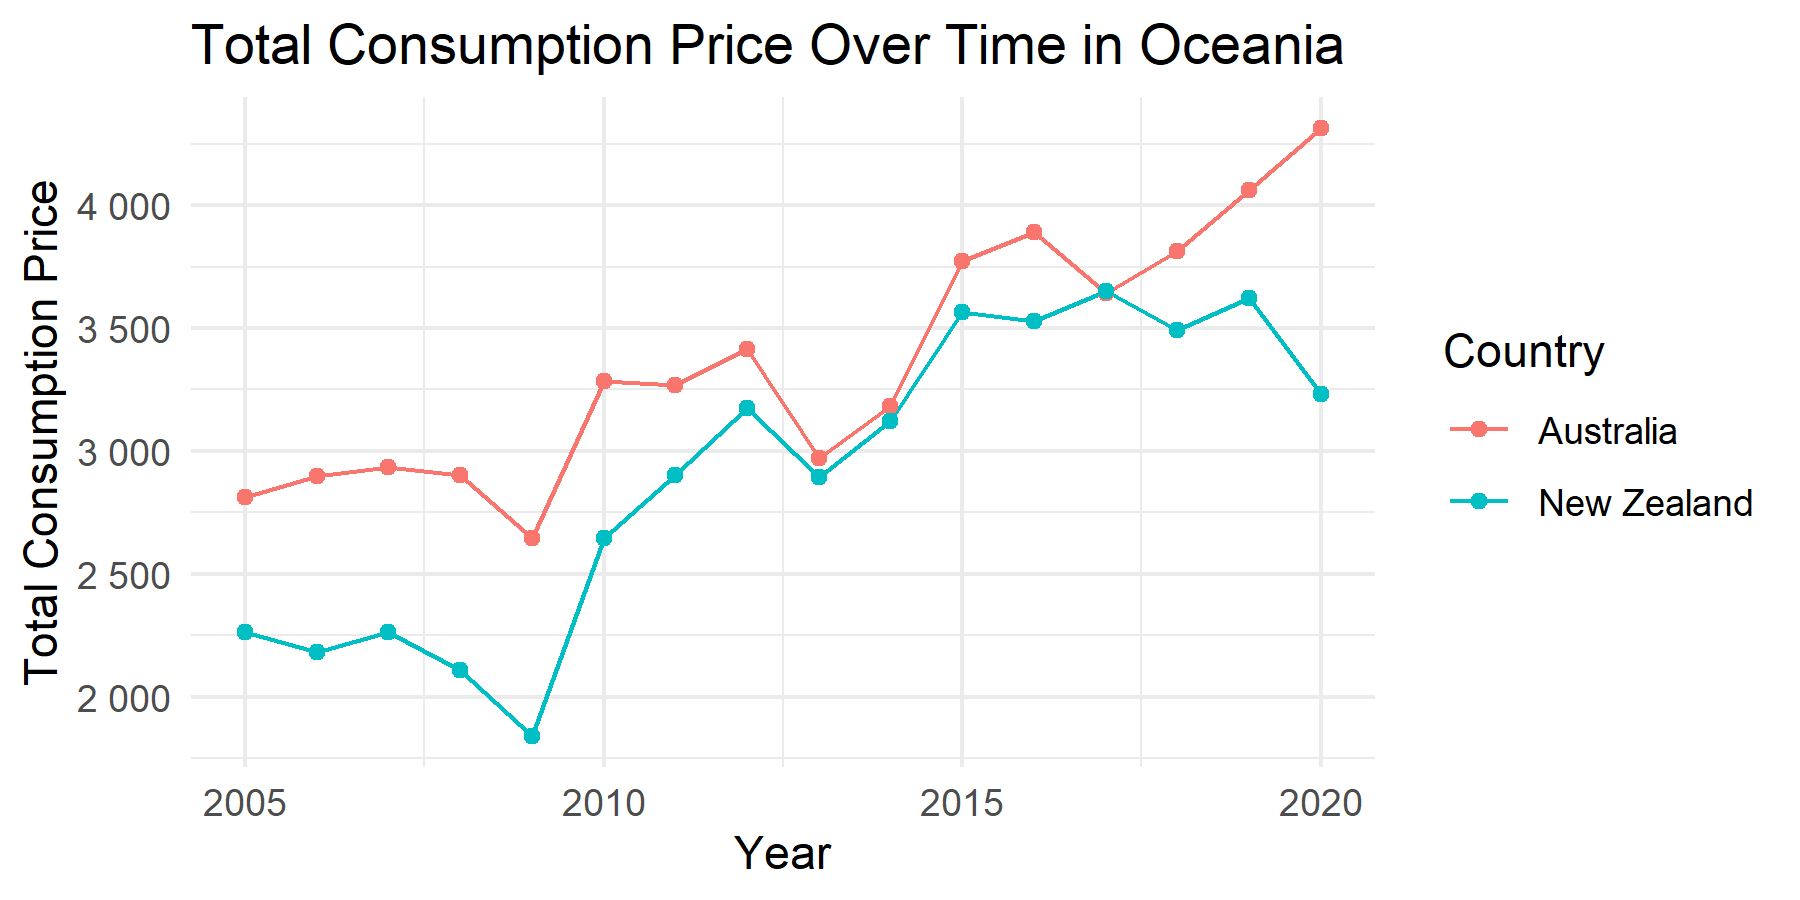 Total Consumption Price Over Time in Oceania
Total Consumption Price
4 000
3 500
3 000
2 500
2 000
2005
2010
2015
2020
Year
Country
Australia
New Zealand